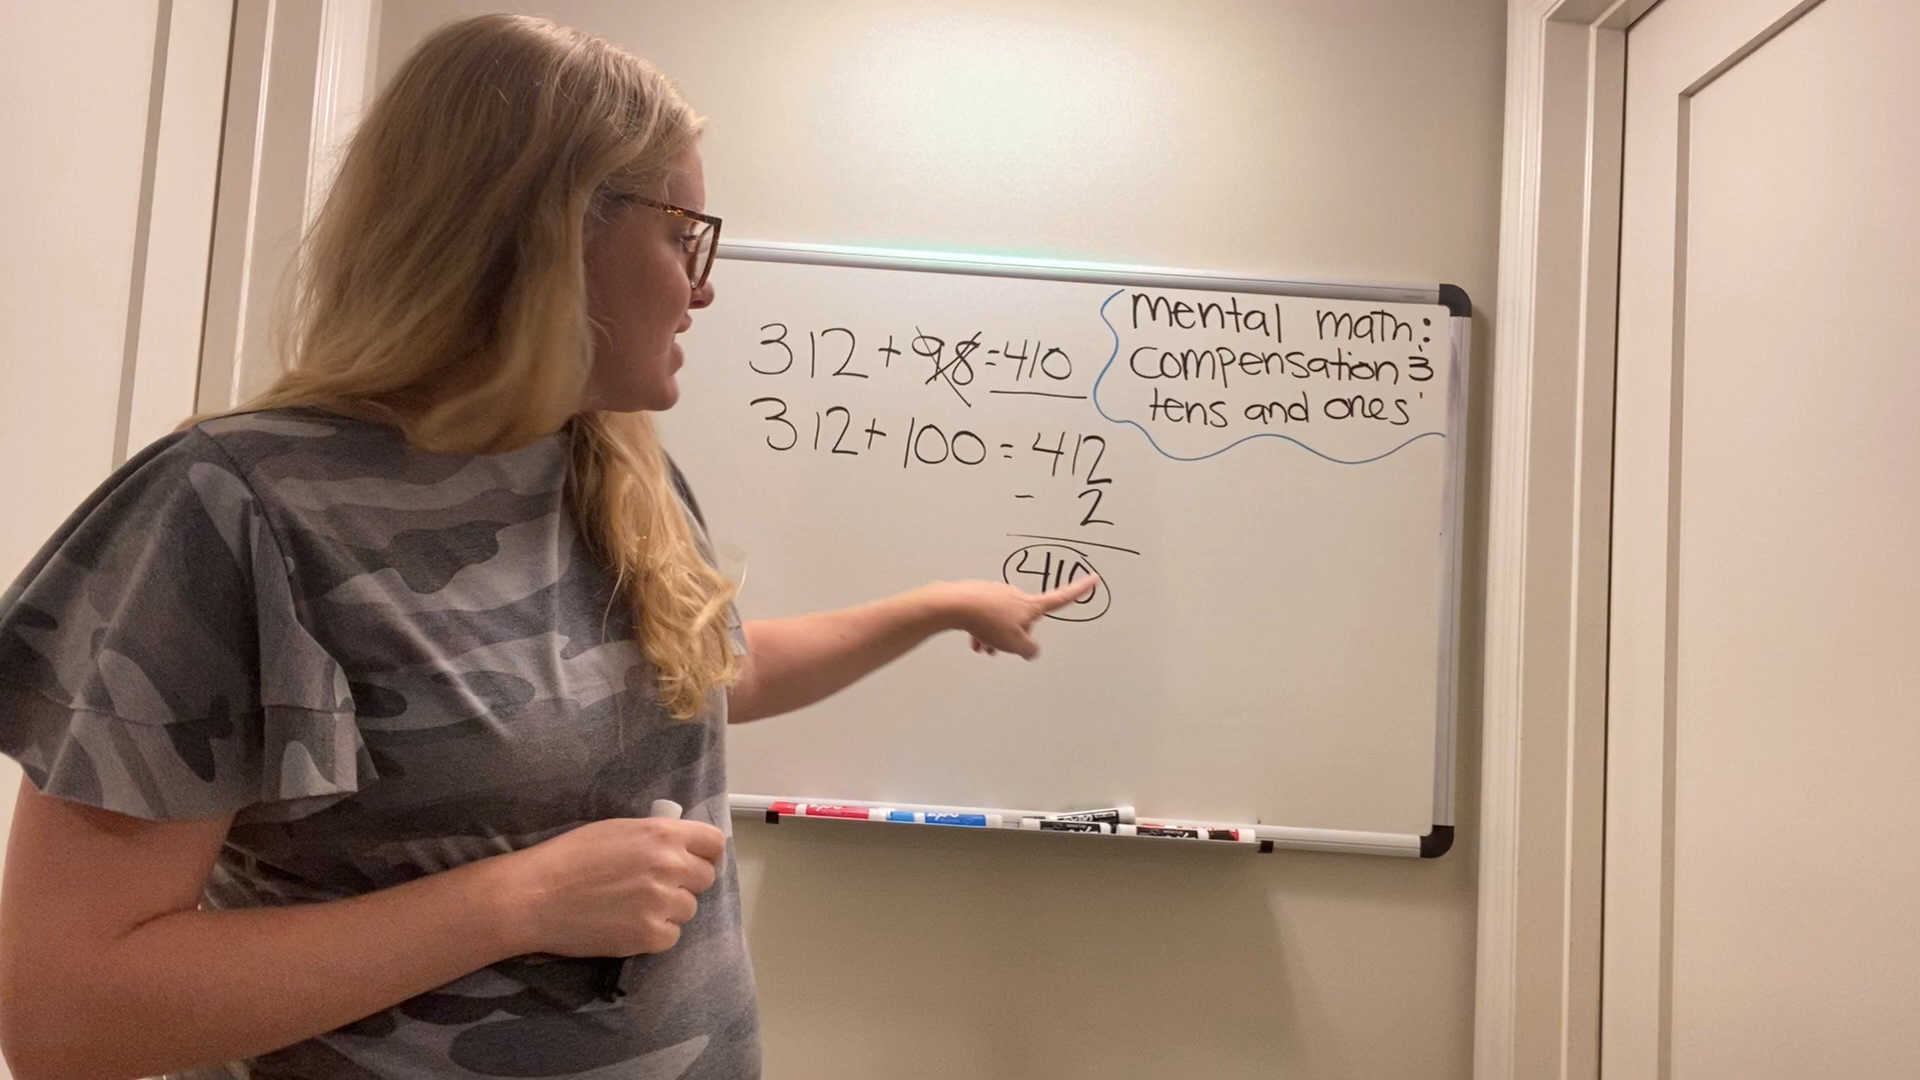 312+98=410
312+100=412
- 2
410
Mental math:
Compensation &
tens and ones